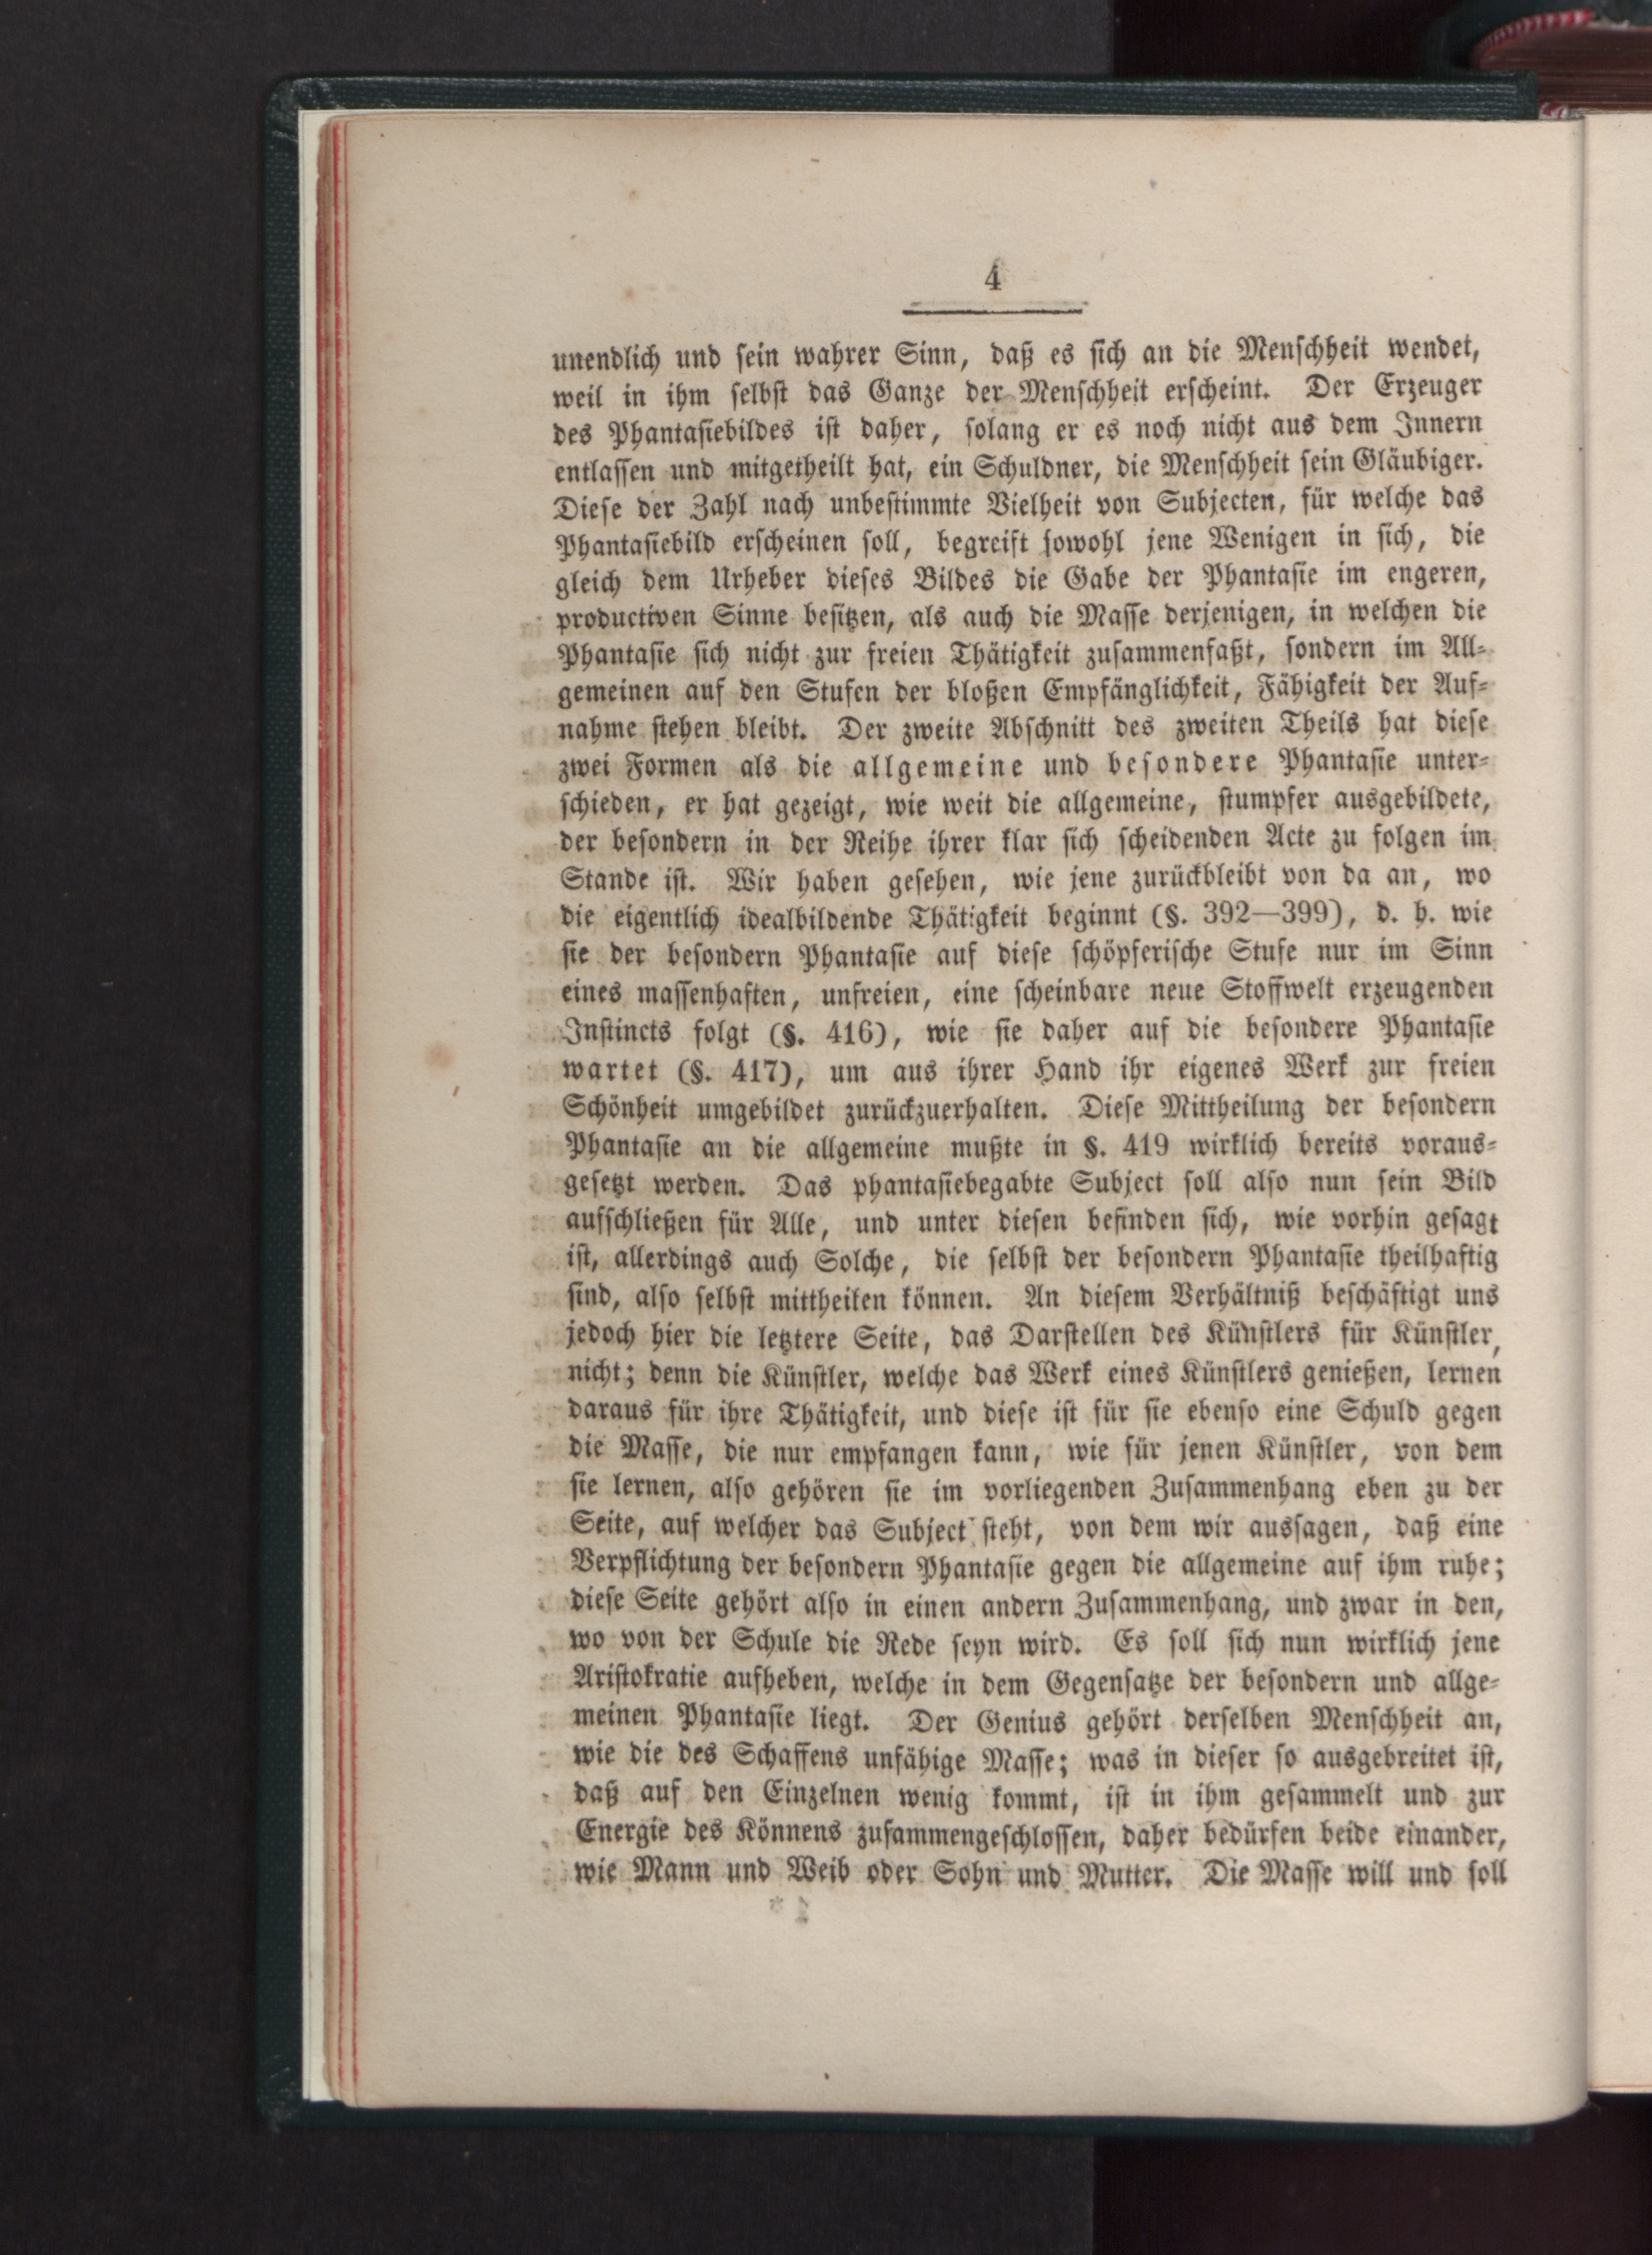 4
unendlich und sein wahrer Sinn, daß es sich an die Menschheit wendet,
weil in ihm selbst das Ganze der Menschheit erscheint. Der Erzeuger
des Phantasiebildes ist daher, solang er es noch nicht aus dem Innern
entlassen und mitgetheilt hat, ein Schuldner, die Menschheit sein Gläubiger.
Diese der Zahl nach unbestimmte Vielheit von Subjecten, für welche das
Phantasiebild erscheinen soll, begreift sowohl jene Wenigen in sich, die
gleich dem Urheber dieses Bildes die Gabe der Phantasie im engeren,
productiven Sinne besitzen, als auch die Masse derjenigen, in welchen die
Phantasie sich nicht zur freien Thätigkeit zusammenfaßt, sondern im All-
gemeinen auf den Stufen der bloßen Empfänglichkeit, Fähigkeit der Auf-
nahme stehen bleibt. Der zweite Abschnitt des zweiten Theils hat diese
zwei Formen als die allgemeine und besondere Phantasie unter-
schieden, er hat gezeigt, wie weit die allgemeine, stumpfer ausgebildete,
der besondern in der Reihe ihrer klar sich scheidenden Acte zu folgen im
Stande ist. Wir haben gesehen, wie jene zurückbleibt von da an, wo
die eigentlich idealbildende Thätigkeit beginnt (§. 392—399), d. h. wie
sie der besondern Phantasie auf diese schöpferische Stufe nur im Sinn
eines massenhaften, unfreien, eine scheinbare neue Stoffwelt erzeugenden
Instincts folgt (§. 416), wie sie daher auf die besondere Phantasie
wartet (§. 417), um aus ihrer Hand ihr eigenes Werk zur freien
Schönheit umgebildet zurückzuerhalten. Diese Mittheilung der besondern
Phantasie an die allgemeine mußte in §. 419 wirklich bereits voraus-
gesetzt werden. Das phantasiebegabte Subject soll also nun sein Bild
aufschließen für Alle, und unter diesen befinden sich, wie vorhin gesagt
ist, allerdings auch Solche, die selbst der besondern Phantasie theilhaftig
sind, also selbst mittheilen können. An diesem Verhältniß beschäftigt uns
jedoch hier die letztere Seite, das Darstellen des Künstlers für Künstler,
nicht; denn die Künstler, welche das Werk eines Künstlers genießen, lernen
daraus für ihre Thätigkeit, und diese ist für sie ebenso eine Schuld gegen
die Masse, die nur empfangen kann, wie für jenen Künstler, von dem
sie lernen, also gehören sie im vorliegenden Zusammenhang eben zu der
Seite, auf welcher das Subject steht, von dem wir aussagen, daß eine
Verpflichtung der besondern Phantasie gegen die allgemeine auf ihm ruhe;
diese Seite gehört also in einen andern Zusammenhang, und zwar in den,
wo von der Schule die Rede seyn wird. Es soll sich nun wirklich jene
Aristokratie aufheben, welche in dem Gegensatze der besondern und allge-
meinen Phantasie liegt. Der Genius gehört derselben Menschheit an,
wie die des Schaffens unfähige Masse; was in dieser so ausgebreitet ist,
daß auf den Einzelnen wenig kommt, ist in ihm gesammelt und zur
Energie des Könnens zusammengeschlossen, daher bedürfen beide einander,
wie Mann und Weib oder Sohn und Mutter. Die Masse will und soll